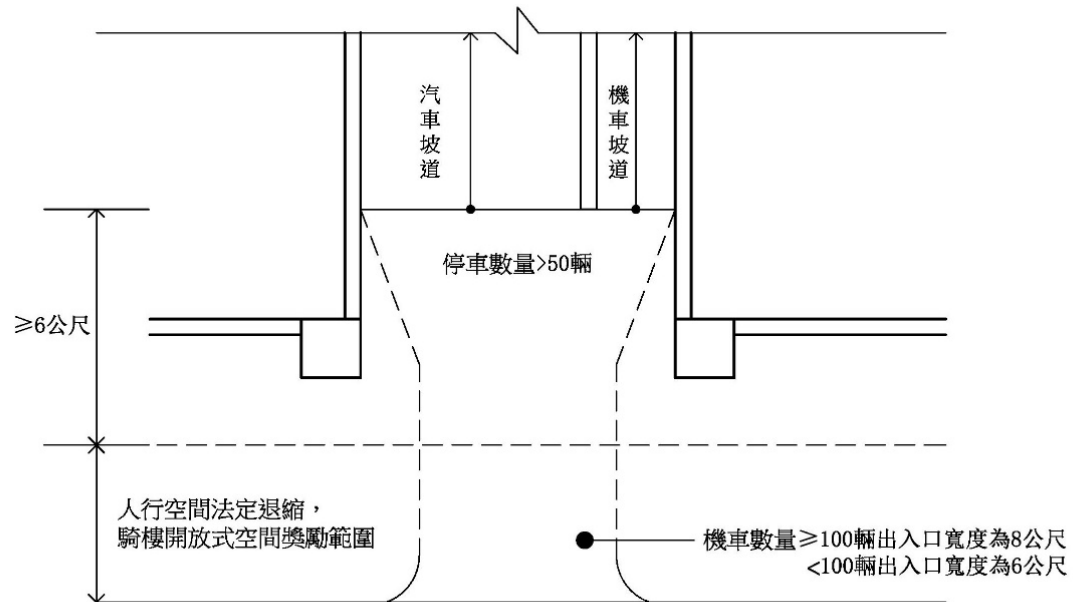 汽車坡道
機車坡道
停車數量>50輛
≥6公尺
人行空間法定退縮，
騎樓開放式空間獎勵範圍
機車數量≥100輛出入口寬度為8公尺
<100輛出入口寬度為6公尺